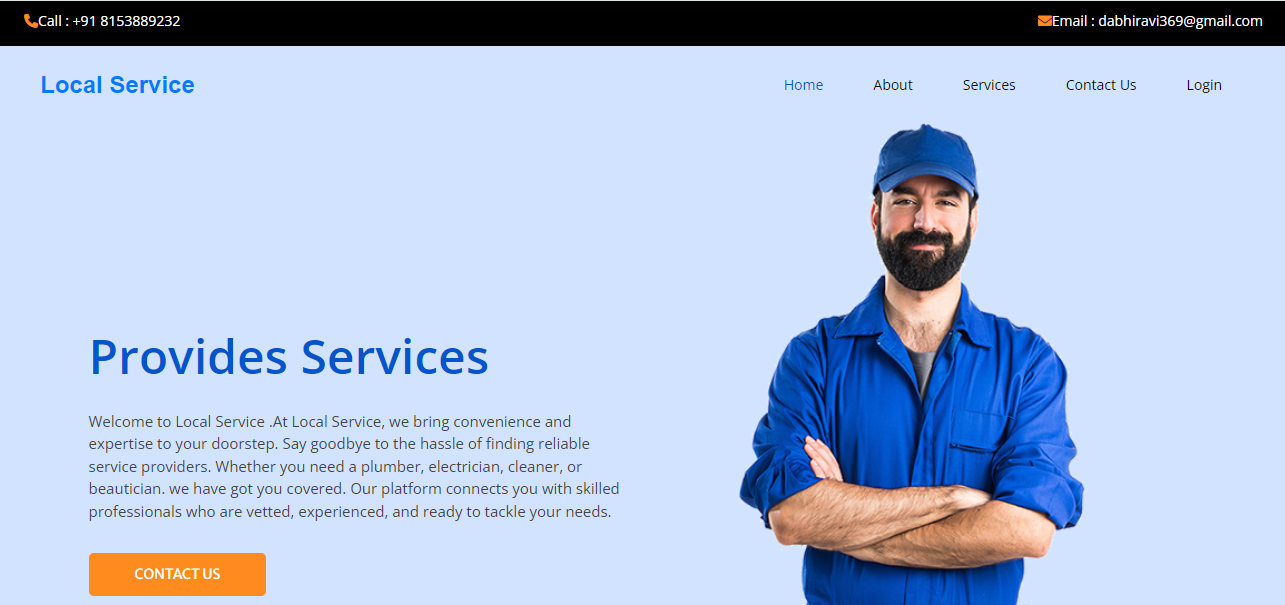 Call : +91 8153889232
Email : dabhiravi369@gmail.com
Local Service
Home About Services Contact Us Login
Provides Services
Welcome to Local Service .At Local Service, we bring convenience and
expertise to your doorstep. Say goodbye to the hassle of finding reliable
service providers. Whether you need a plumber, electrician, cleaner, or
beautician. we have got you covered. Our platform connects you with skilled
professionals who are vetted, experienced, and ready to tackle your needs.
CONTACT US